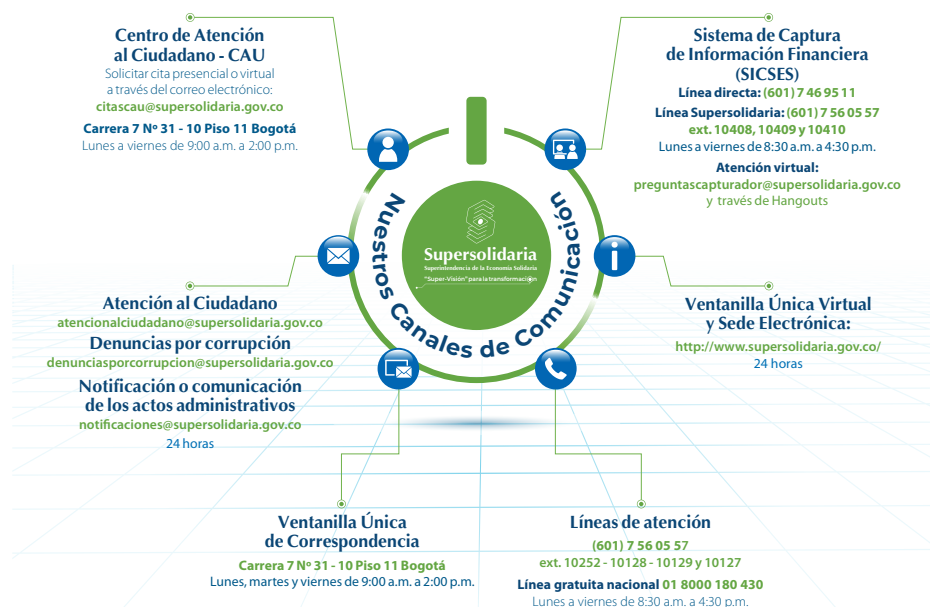 Centro de Atención
al Ciudadano - CAU
Solicitar cita presencial o virtual
a través del correo electrónico:
citascau@supersolidaria.gov.co
Carrera 7 Nº 31 - 10 Piso 11 Bogotá
Lunes a viernes de 9:00 a.m. a 2:00 p.m.
Sistema de Captura
de Información Financiera
(SICSES)
Línea directa: (601) 7 46 95 11
Línea Supersolidaria: (601) 7 56 05 57
ext. 10408, 10409 y 10410
Lunes a viernes de 8:30 a.m. a 4:30 p.m.
Atención virtual:
preguntascapturador@supersolidaria.gov.co
y través de Hangouts
Nuestros Canales de Comunicación
Supersolidaria
Superintendencia de la Economía Solidaria
"Super-Visión" para la transformación
Atención al Ciudadano
atencionalciudadano@supersolidaria.gov.co
Denuncias por corrupción
denunciasporcorrupcion@supersolidaria.gov.co
Notificación o comunicación
de los actos administrativos
notificaciones@supersolidaria.gov.co
24 horas
Ventanilla Única Virtual
y Sede Electrónica:
http://www.supersolidaria.gov.co/
24 horas
Ventanilla Única
de Correspondencia
Carrera 7 Nº 31 - 10 Piso 11 Bogotá
Lunes, martes y viernes de 9:00 a.m. a 2:00 p.m.
Líneas de atención
(601) 7 56 05 57
ext. 10252 - 10128 - 10129 y 10127
Línea gratuita nacional 01 8000 180 430
Lunes a viernes de 8:30 a.m. a 4:30 p.m.